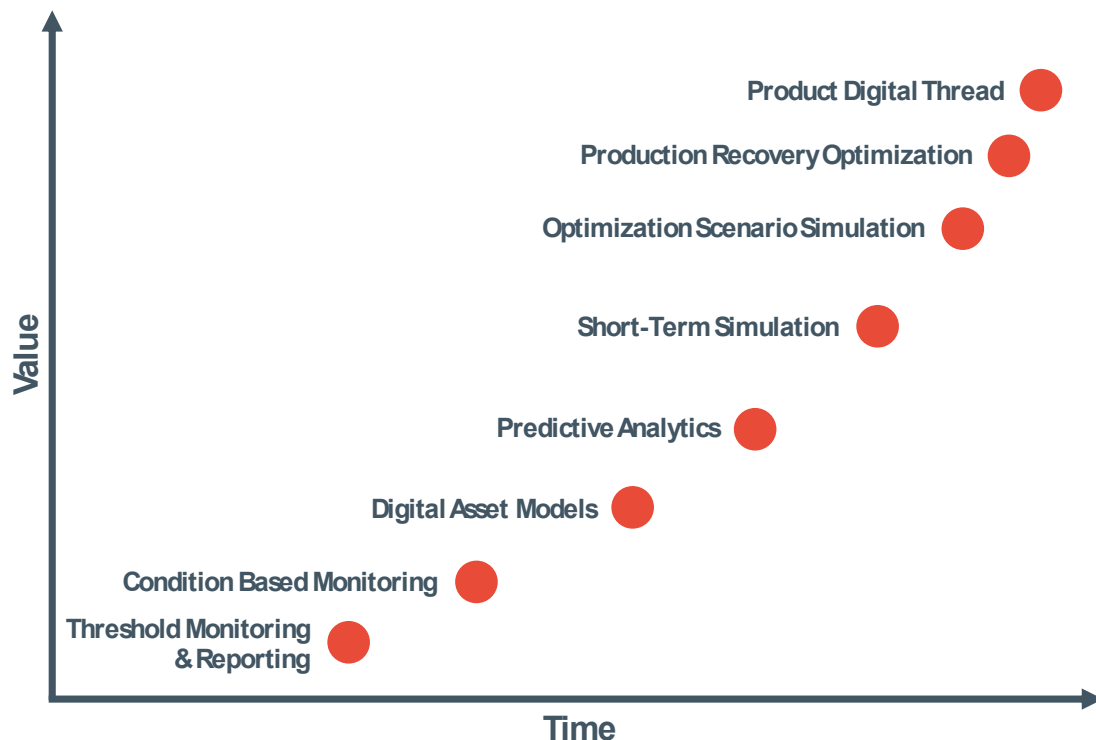 Product Digital Thread
Production Recovery Optimization
Optimization Scenario Simulation
Short-Term Simulation
Value
Predictive Analytics
Digital Asset Models
Condition Based Monitoring
Threshold Monitoring
& Reporting
Time